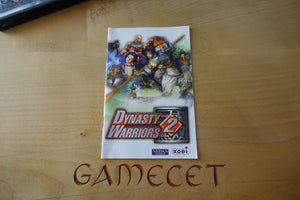 DYNASTY
WARRIORS 2
KOEI
GAMECET